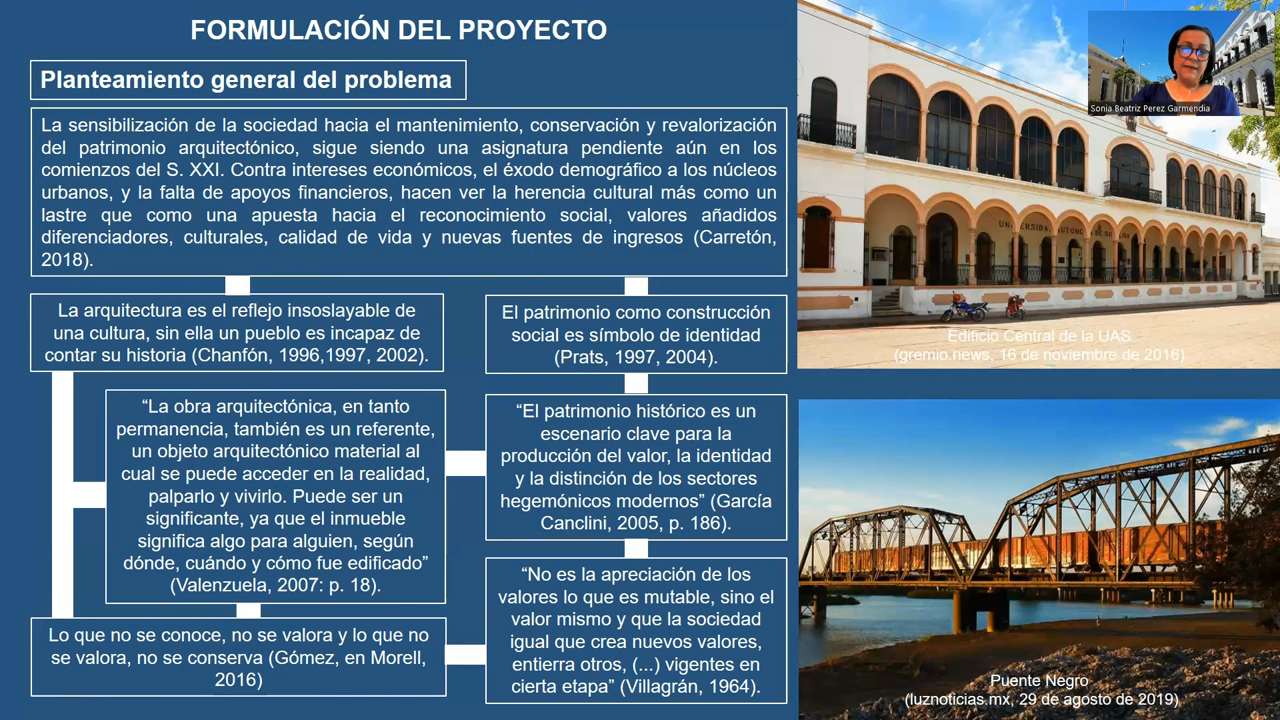 FORMULACIÓN DEL PROYECTO
Planteamiento general del problema
La sensibilización de la sociedad hacia el mantenimiento, conservación y revalorización
del patrimonio arquitectónico, sigue siendo una asignatura pendiente aún en los
comienzos del S. XXI. Contra intereses económicos, el éxodo demográfico a los núcleos
urbanos, y la falta de apoyos financieros, hacen ver la herencia cultural más como un
lastre que como una apuesta hacia el reconocimiento social, valores añadidos
diferenciadores, culturales, calidad de vida y nuevas fuentes de ingresos (Carretón,
2018).
La arquitectura es el reflejo insoslayable de
una cultura, sin ella un pueblo es incapaz de
contar su historia (Chanfón, 1996,1997, 2002).
El patrimonio como construcción
social es símbolo de identidad
(Prats, 1997, 2004).
“La obra arquitectónica, en tanto
permanencia, también es un referente,
un objeto arquitectónico material al
cual se puede acceder en la realidad,
palparlo y vivirlo. Puede ser un
significante, ya que el inmueble
significa algo para alguien, según
dónde, cuándo y cómo fue edificado”
(Valenzuela, 2007: p. 18).
“El patrimonio histórico es un
escenario clave para la
producción del valor, la identidad
y la distinción de los sectores
hegemónicos modernos” (García
Canclini, 2005, p. 186).
“No es la apreciación de los
valores lo que es mutable, sino el
valor mismo y que la sociedad
igual que crea nuevos valores,
entierra otros, (...) vigentes en
cierta etapa” (Villagrán, 1964).
Lo que no se conoce, no se valora y lo que no
se valora, no se conserva (Gómez, en Morell,
2016)
Sonia Beatriz Perez Garmendia
Edificio Central de la UAS
(gremio.news, 16 de noviembre de 2016)
Puente Negro
(luznoticias.mx, 29 de agosto de 2019)